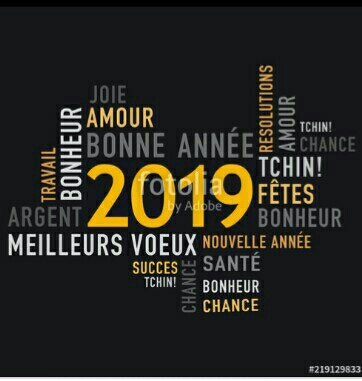 JOIE
AMOUR
BONNE ANNÉE
TRAVAIL
BONHEUR
RESOLUTIONS
AMOUR
TCHIN!
CHANCE
2019
fotolia
by Adobe
TCHIN!
FÊTES
ARGENT
BONHEUR
MEILLEURS VOEUX
NOUVELLE ANNÉE
SUCCES
TCHIN!
CHANCE
SANTÉ
BONHEUR
CHANCE
#219129833